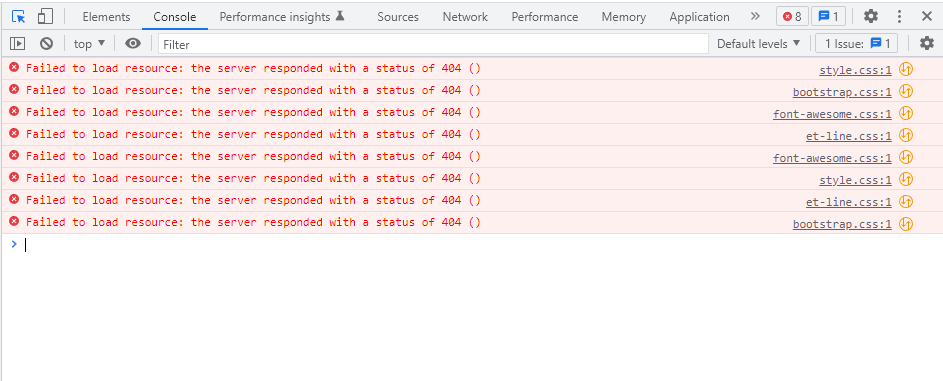 Elements Console Performance insights Sources Network Performance Memory Application 8 1
top Filter Default levels 1 Issue: 1
Failed to load resource: the server responded with a status of 404 () style.css:1
Failed to load resource: the server responded with a status of 404 () bootstrap.css:1
Failed to load resource: the server responded with a status of 404 () font-awesome.css:1
Failed to load resource: the server responded with a status of 404 () et-line.css:1
Failed to load resource: the server responded with a status of 404 () font-awesome.css:1
Failed to load resource: the server responded with a status of 404 () style.css:1
Failed to load resource: the server responded with a status of 404 () et-line.css:1
Failed to load resource: the server responded with a status of 404 () bootstrap.css:1